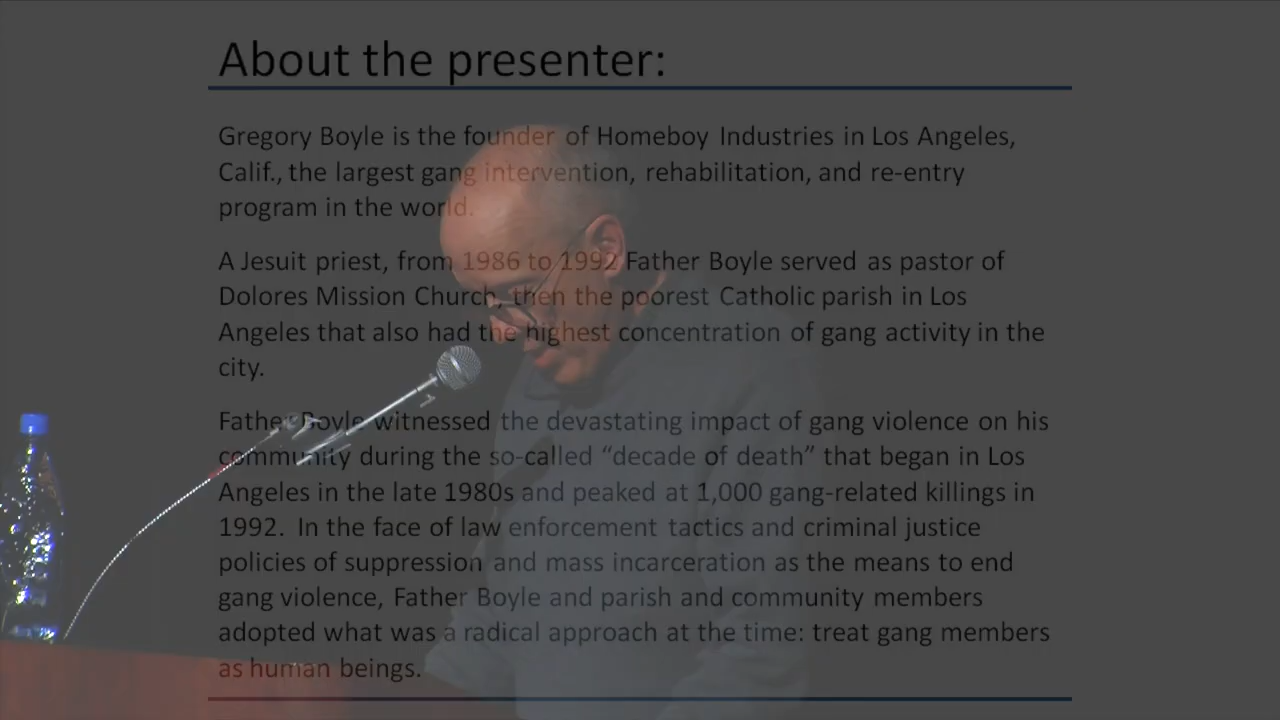 About the presenter:
Gregory Boyle is the founder of Homeboy Industries in Los Angeles,
Calif., the largest gang intervention, rehabilitation, and re-entry
program in the world.
A Jesuit priest, from 1986 to 1992 Father Boyle served as pastor of
Dolores Mission Church, then the poorest Catholic parish in Los
Angeles that also had the highest concentration of gang activity in the
city.
Father Boyle witnessed the devastating impact of gang violence on his
community during the so-called “decade of death” that began in Los
Angeles in the late 1980s and peaked at 1,000 gang-related killings in
1992. In the face of law enforcement tactics and criminal justice
policies of suppression and mass incarceration as the means to end
gang violence, Father Boyle and parish and community members
adopted what was a radical approach at the time: treat gang members
as human beings.